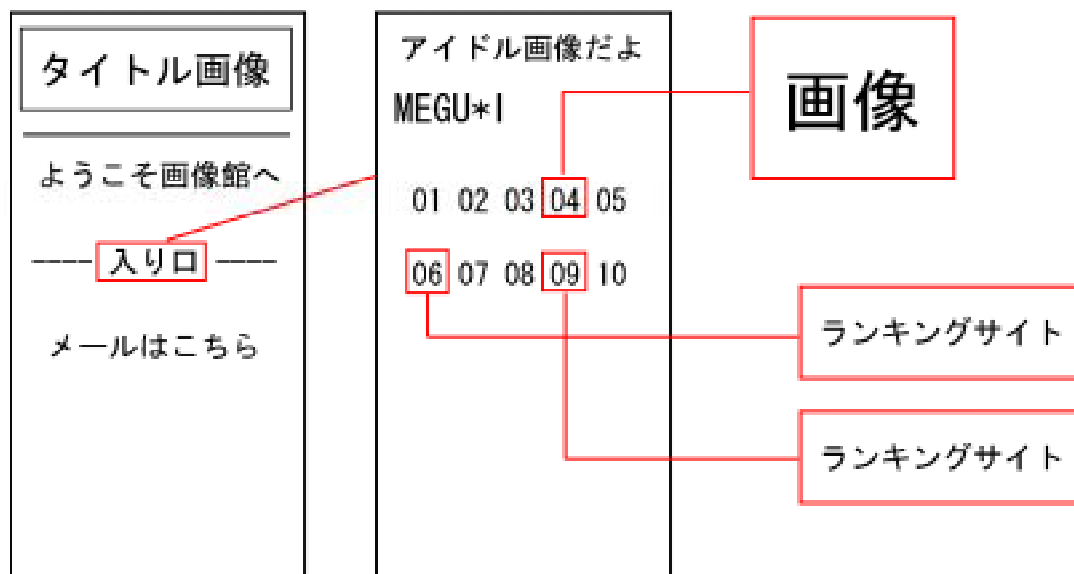 タイトル画像
ようこそ画像館へ
---- 入り口 ----
メールはこちら
アイドル画像だよ
MEGU*I
01 02 03 04 05
06 07 08 09 10
画像
ランキングサイト
ランキングサイト